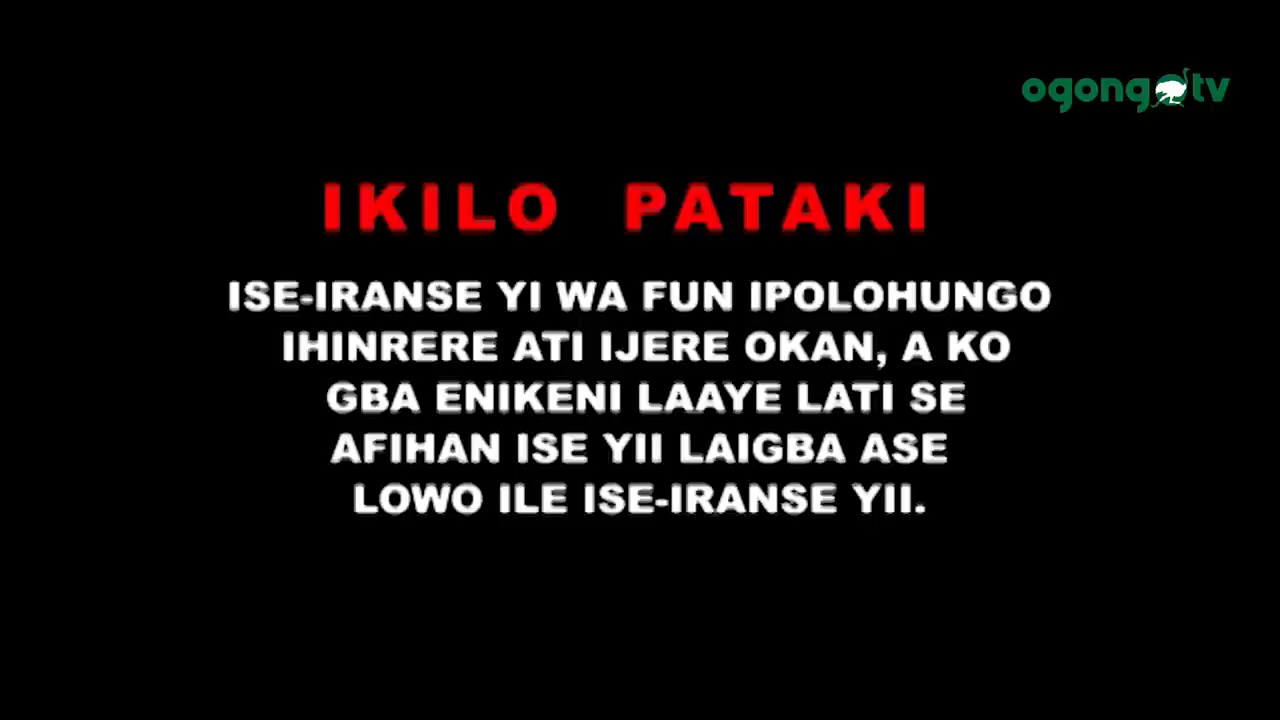 ogongotv
IKILO PATAKI
ISE-IRANSE YI WA FUN IPOLOHUNGO
IHINRERE ATI IJERE OKAN, A KO
GBA ENIKENI LAAYE LATI SE
AFIHAN ISE YII LAIGBA ASE
LOWO ILE ISE-IRANSE YII.